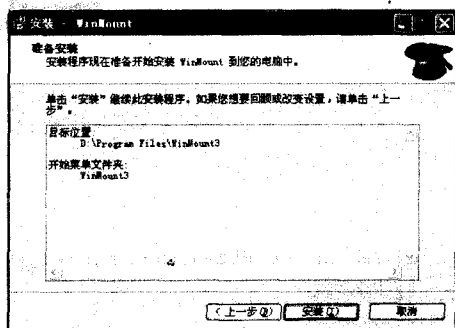 安装 - WinMount
准备安装
安装程序现在准备开始安装 WinMount 到您的电脑中。
单击“安装”继续此安装程序。如果您想要回顾或改变设置，请单击“上一
步”。
目标位置:
D:\Program Files\WinMount3
开始菜单文件夹:
WinMount3
< 上一步(B) 安装(I) 取消